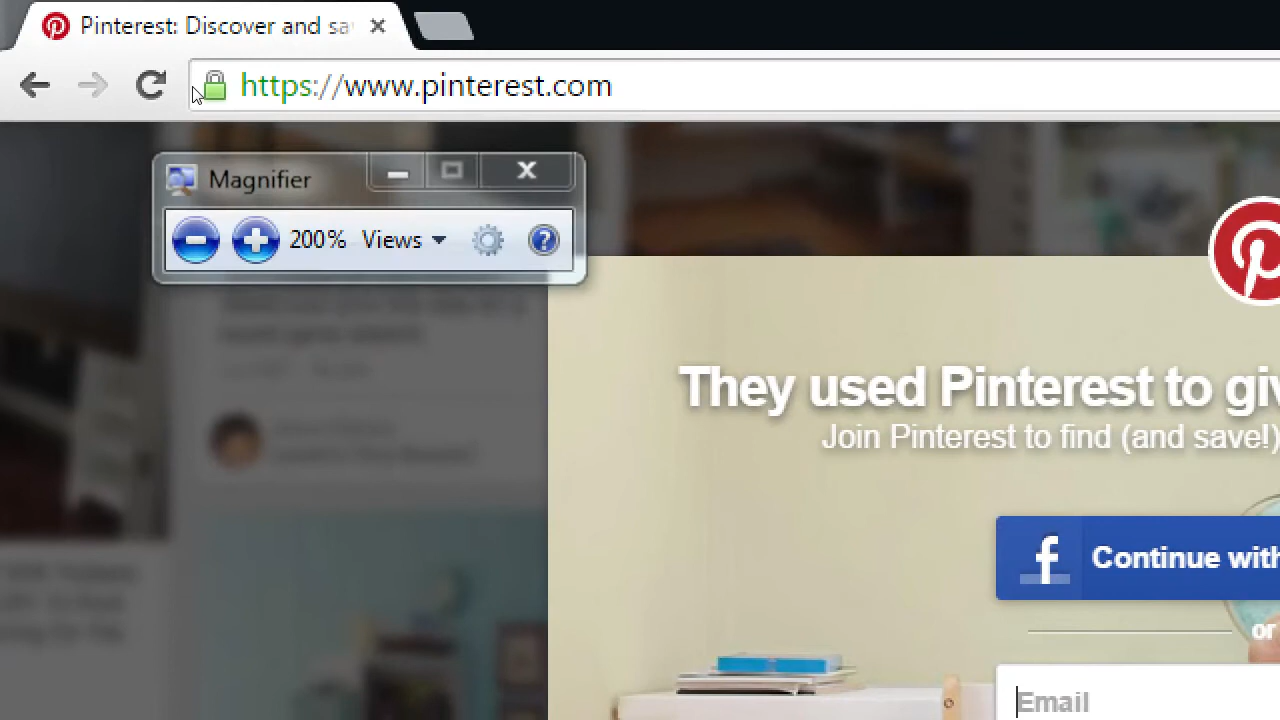 Pinterest: Discover and sa
https://www.pinterest.com
Magnifier
200% Views
They used Pinterest to gi
Join Pinterest to find (and save!)
f Continue with
or
Email